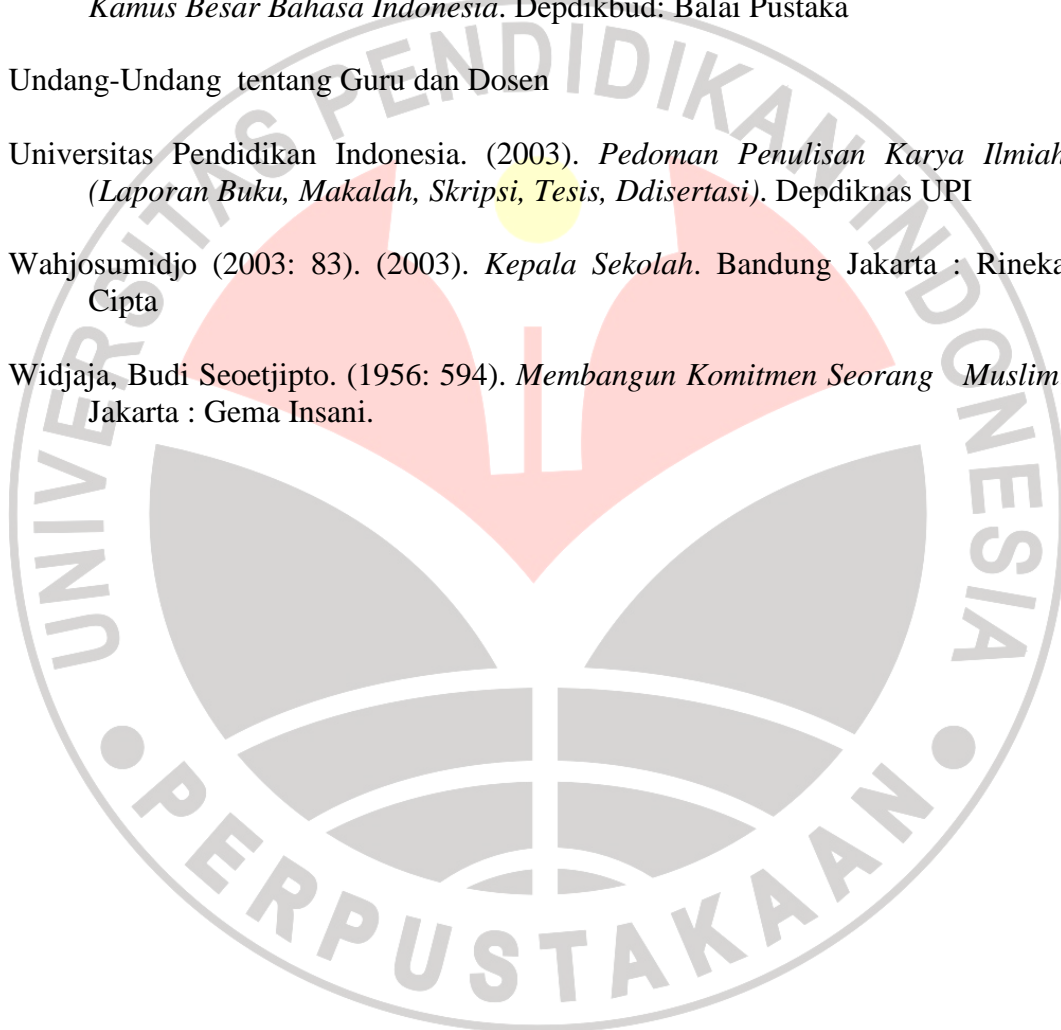 Kamus Besar Bahasa Indonesia. Depdikbud: Balai Pustaka
Undang-Undang tentang Guru dan Dosen
Universitas Pendidikan Indonesia. (2003). Pedoman Penulisan Karya Ilmiah
(Laporan Buku, Makalah, Skripsi, Tesis, Ddisertasi). Depdiknas UPI
Wahjosumidjo (2003: 83). (2003). Kepala Sekolah. Bandung Jakarta : Rineka
Cipta
Widjaja, Budi Seoetjipto. (1956: 594). Membangun Komitmen Seorang Muslim
Jakarta : Gema Insani.
UNIVERSITAS PENDIDIKAN INDONESIA
PERPUSTAKAAN